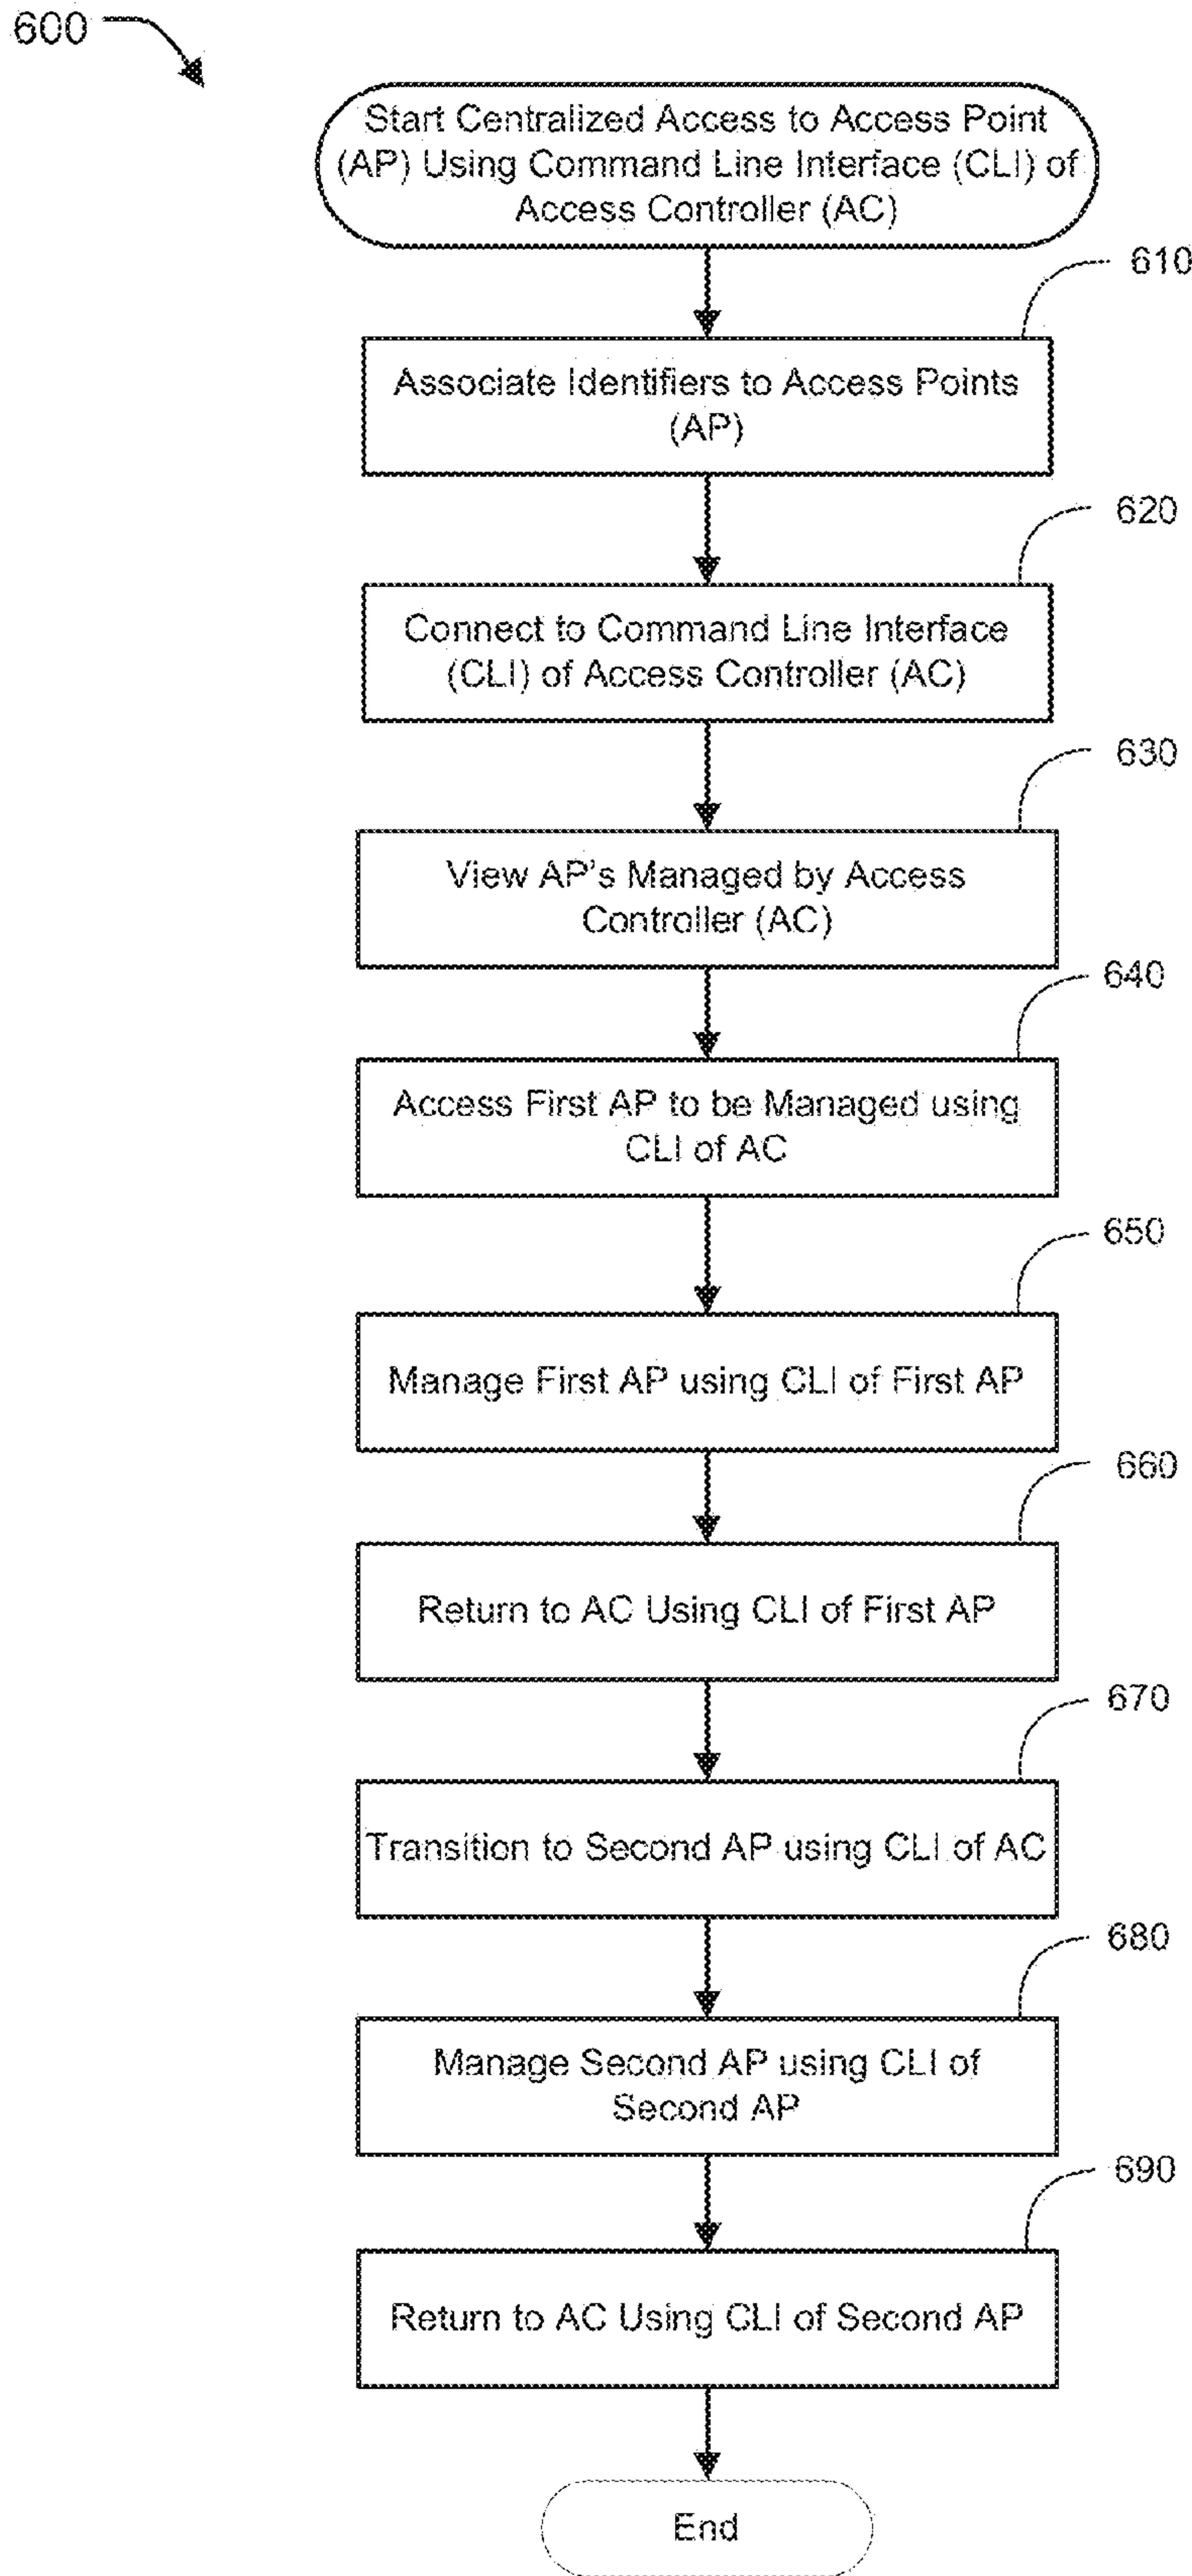 600
Start Centralized Access to Access Point
(AP) Using Command Line Interface (CLI) of
Access Controller (AC)
610
Associate Identifiers to Access Points
(AP)
620
Connect to Command Line Interface
(CLI) of Access Controller (AC)
630
View AP's Managed by Access
Controller (AC)
640
Access First AP to be Managed using
CLI of AC
650
Manage First AP using CLI of First AP
660
Return to AC Using CLI of First AP
670
Transition to Second AP using CLI of AC
680
Manage Second AP using CLI of
Second AP
690
Return to AC Using CLI of Second AP
End